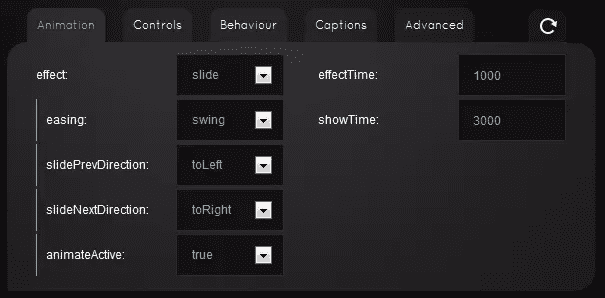 Animation Controls Behaviour Captions Advanced
effect: slide effectTime: 1000
easing: swing showTime: 3000
slidePrevDirection: toLeft
slideNextDirection: toRight
animateActive: true